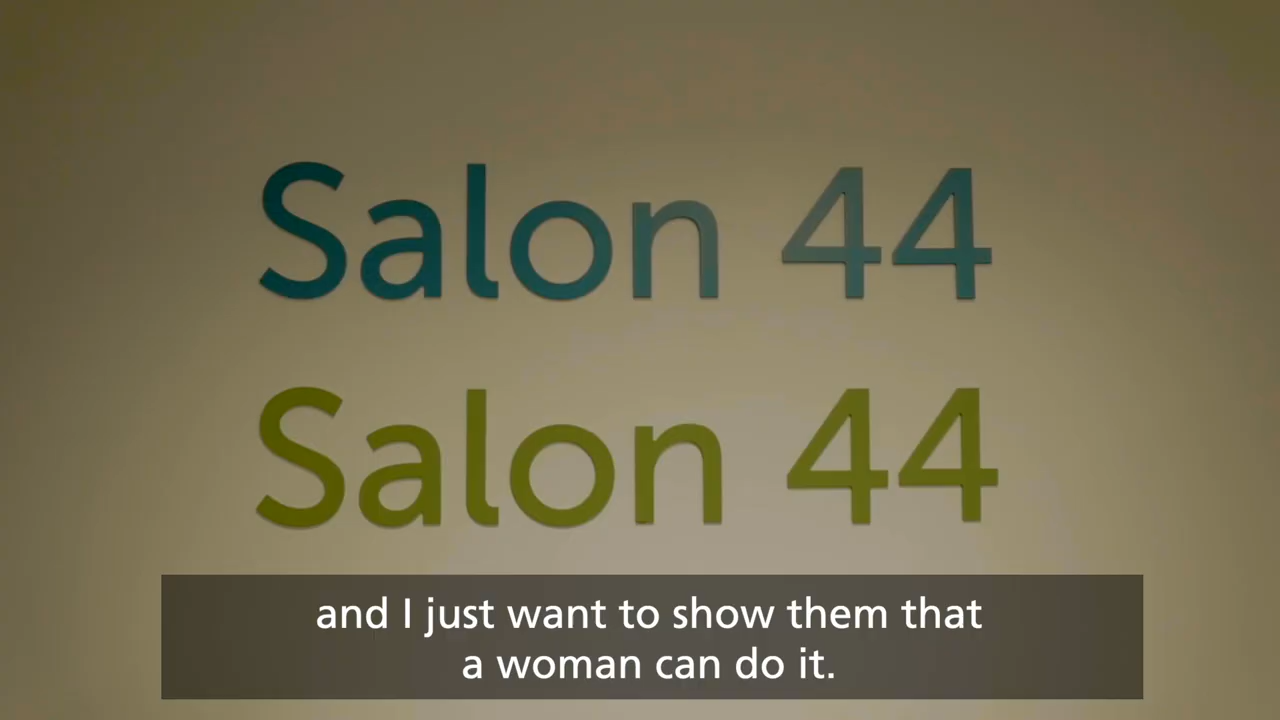 Salon 44
Salon 44
and I just want to show them that
a woman can do it.